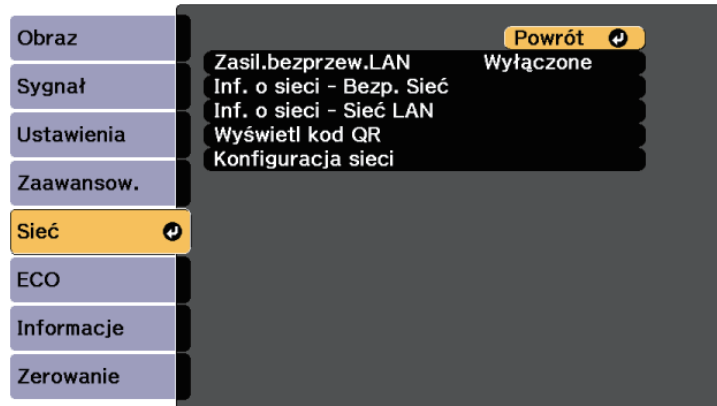 Obraz
Sygnał
Ustawienia
Zaawansow.
Sieć
ECO
Informacje
Zerowanie
Powrót
Zasil.bezprzew.LAN Wyłączone
Inf. o sieci - Bezp. Sieć
Inf. o sieci - Sieć LAN
Wyświetl kod QR
Konfiguracja sieci